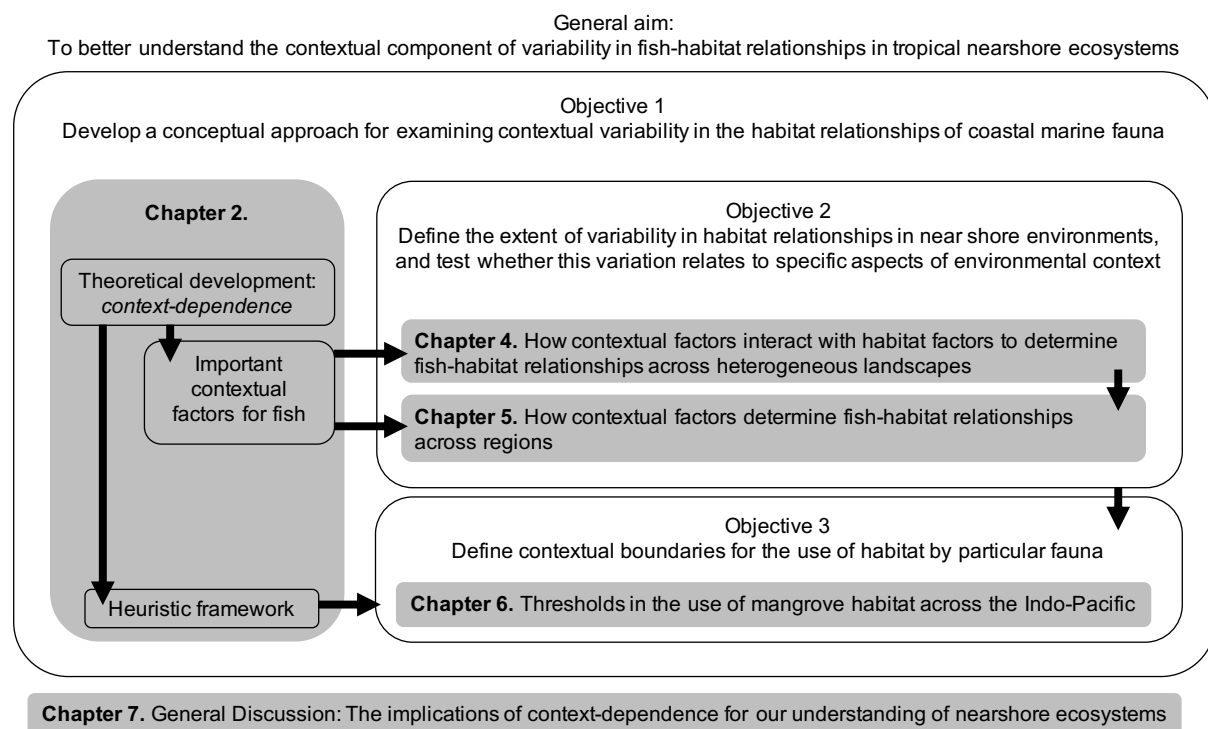 General aim:
To better understand the contextual component of variability in fish-habitat relationships in tropical nearshore ecosystems
Objective 1
Develop a conceptual approach for examining contextual variability in the habitat relationships of coastal marine fauna
Chapter 2.
Theoretical development:
context-dependence
Important
contextual
factors for fish
Heuristic framework
Objective 2
Define the extent of variability in habitat relationships in near shore environments,
and test whether this variation relates to specific aspects of environmental context
Chapter 4. How contextual factors interact with habitat factors to determine
fish-habitat relationships across heterogeneous landscapes
Chapter 5. How contextual factors determine fish-habitat relationships
across regions
Objective 3
Define contextual boundaries for the use of habitat by particular fauna
Chapter 6. Thresholds in the use of mangrove habitat across the Indo-Pacific
Chapter 7. General Discussion: The implications of context-dependence for our understanding of nearshore ecosystems